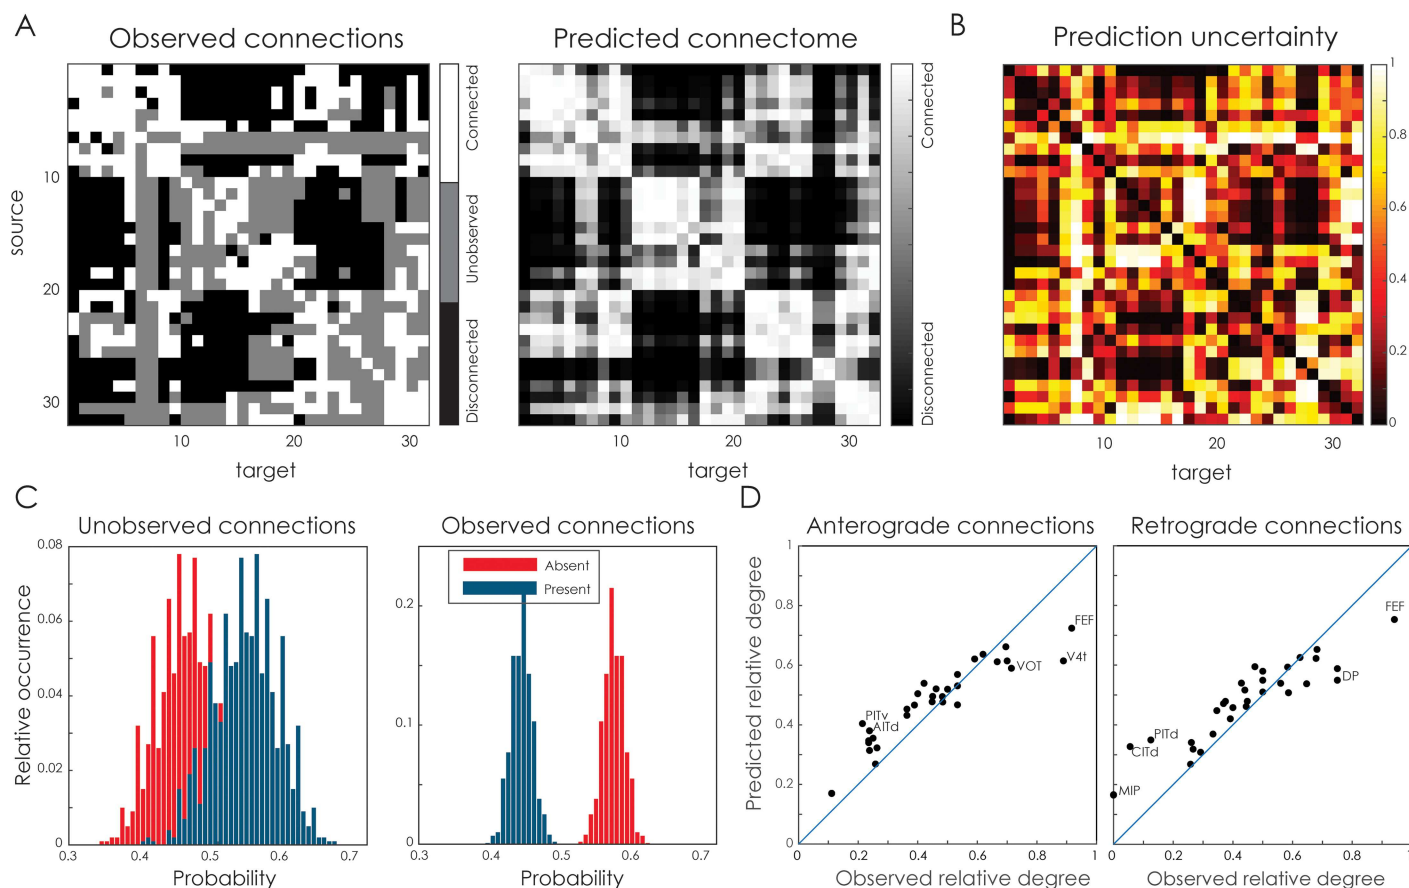 A
Observed connections
Predicted connectome
B
Prediction uncertainty
source
10
20
30
10
20
30
target
Connected
Unobserved
Disconnected
10
20
30
target
Connected
Disconnected
10
20
30
target
1
0.8
0.6
0.4
0.2
0
C
Unobserved connections
Observed connections
Relative occurrence
0.08
0.06
0.04
0.02
0
0.3
0.4
0.5
0.6
0.7
Probability
Absent
Present
0.2
0.1
0
0.3
0.4
0.5
0.6
0.7
Probability
D
Anterograde connections
Retrograde connections
Predicted relative degree
1
0.8
0.6
0.4
0.2
0
0
0.2
0.4
0.6
0.8
1
Observed relative degree
FEF
V4t
VOT
PITv
AITd
0
0.2
0.4
0.6
0.8
1
Observed relative degree
FEF
DP
PITd
CITd
MIP